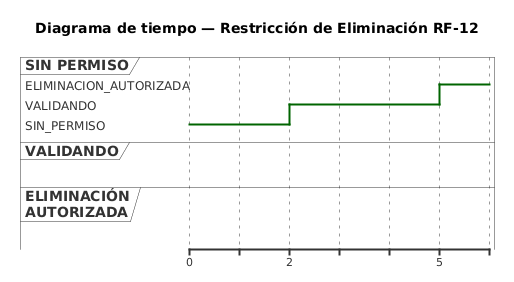 Diagrama de tiempo — Restricción de Eliminación RF-12
SIN PERMISO
ELIMINACION_AUTORIZADA
VALIDANDO
SIN_PERMISO
VALIDANDO
ELIMINACIÓN
AUTORIZADA
0 2 5